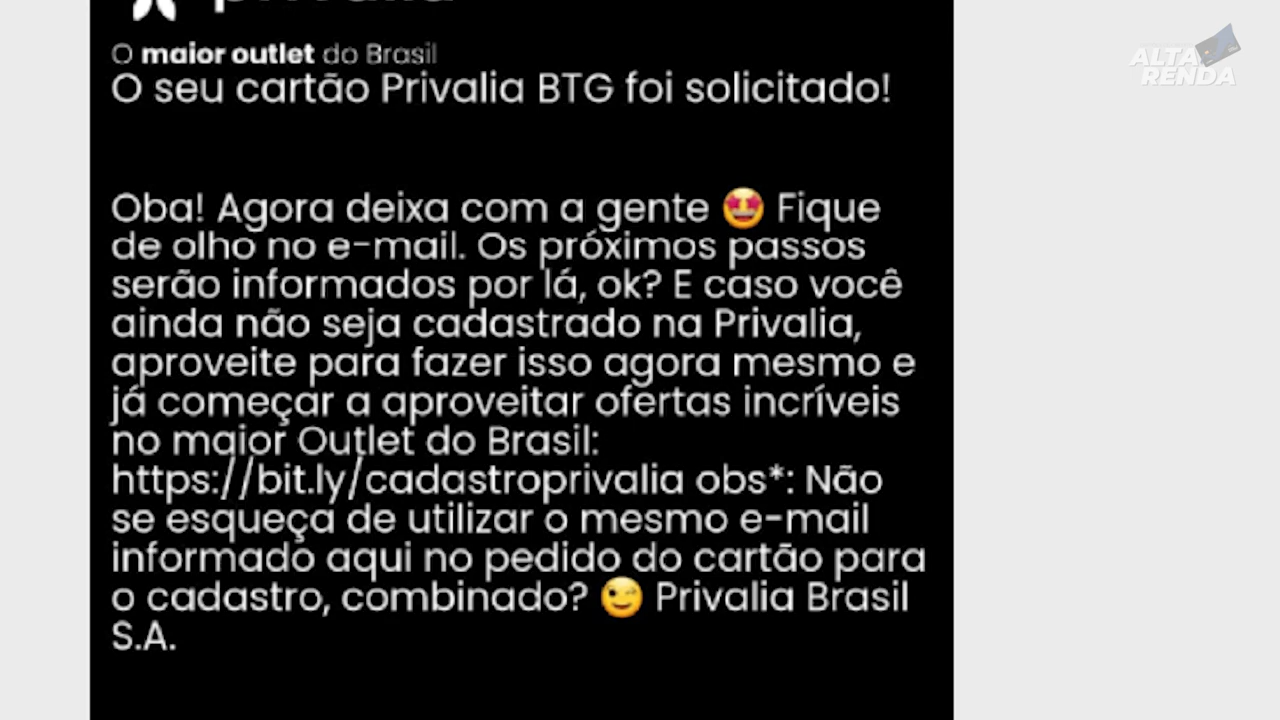 privalia
O maior outlet do Brasil
O seu cartão Privalia BTG foi solicitado!
Oba! Agora deixa com a gente 🤩 Fique
de olho no e-mail. Os próximos passos
serão informados por lá, ok? E caso você
ainda não seja cadastrado na Privalia,
aproveite para fazer isso agora mesmo e
já começar a aproveitar ofertas incríveis
no maior Outlet do Brasil:
https://bit.ly/cadastroprivalia obs*: Não
se esqueça de utilizar o mesmo e-mail
informado aqui no pedido do cartão para
o cadastro, combinado? 😉 Privalia Brasil
S.A.
ALTA
RENDA